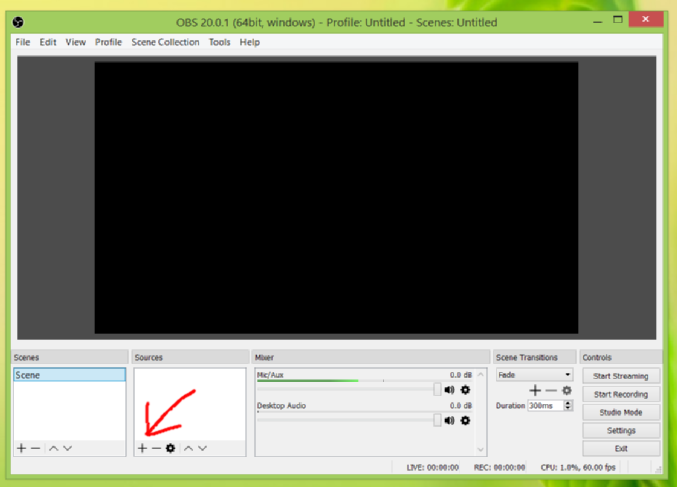 OBS 20.0.1 (64bit, windows) - Profile: Untitled - Scenes: Untitled
File Edit View Profile Scene Collection Tools Help
Scenes Sources Mixer Scene Transitions Controls
Scene Mic/Aux 0.0 dB Fade Start Streaming
Start Recording
Desktop Audio 0.0 dB Duration 300ms
Studio Mode
Settings
Exit
LIVE: 00:00:00 REC: 00:00:00 CPU: 1.0%, 60.00 fps